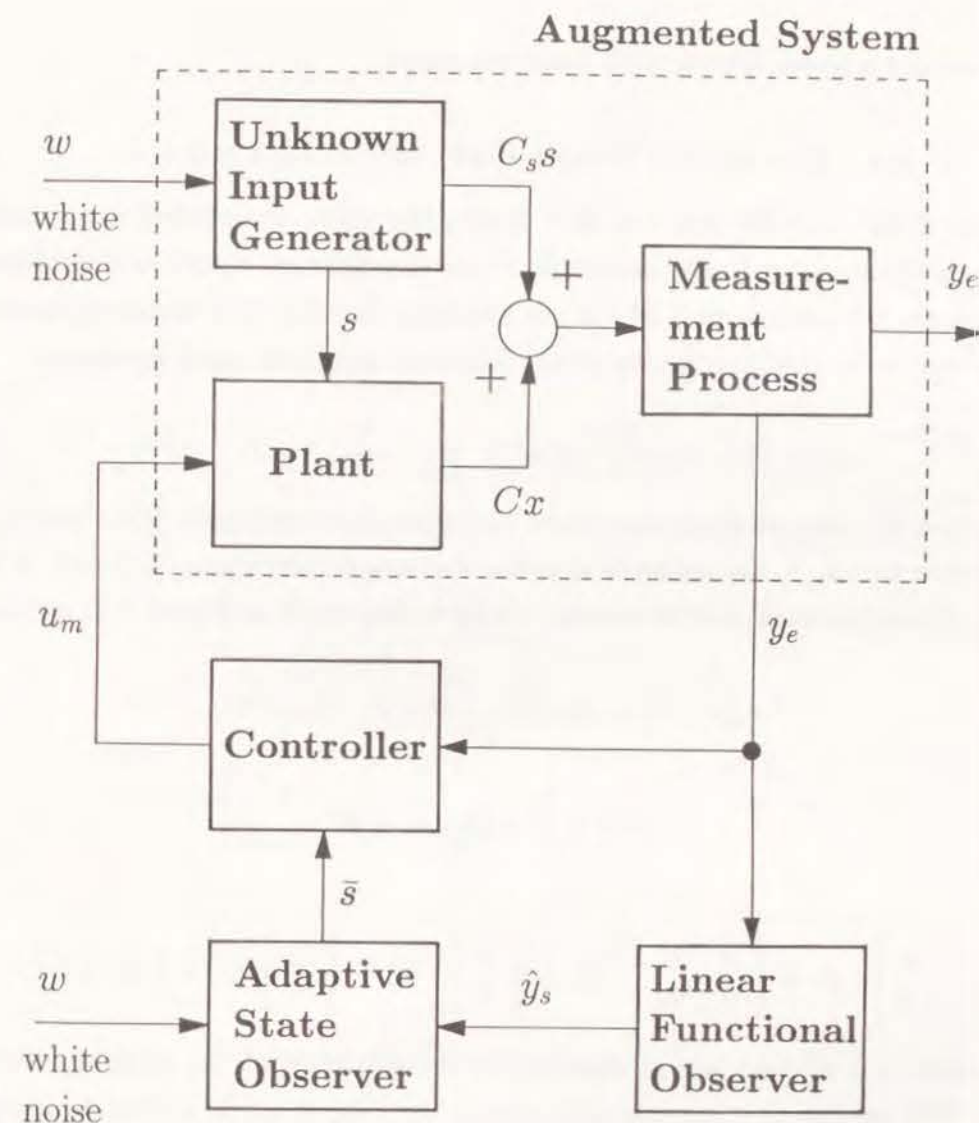 Augmented System
w
white
noise
Unknown
Input
Generator
C_s s
+
s
+
Measure-
ment
Process
y_e
Plant
Cx
u_m
y_e
Controller
s̄
w
white
noise
Adaptive
State
Observer
ŷ_s
Linear
Functional
Observer